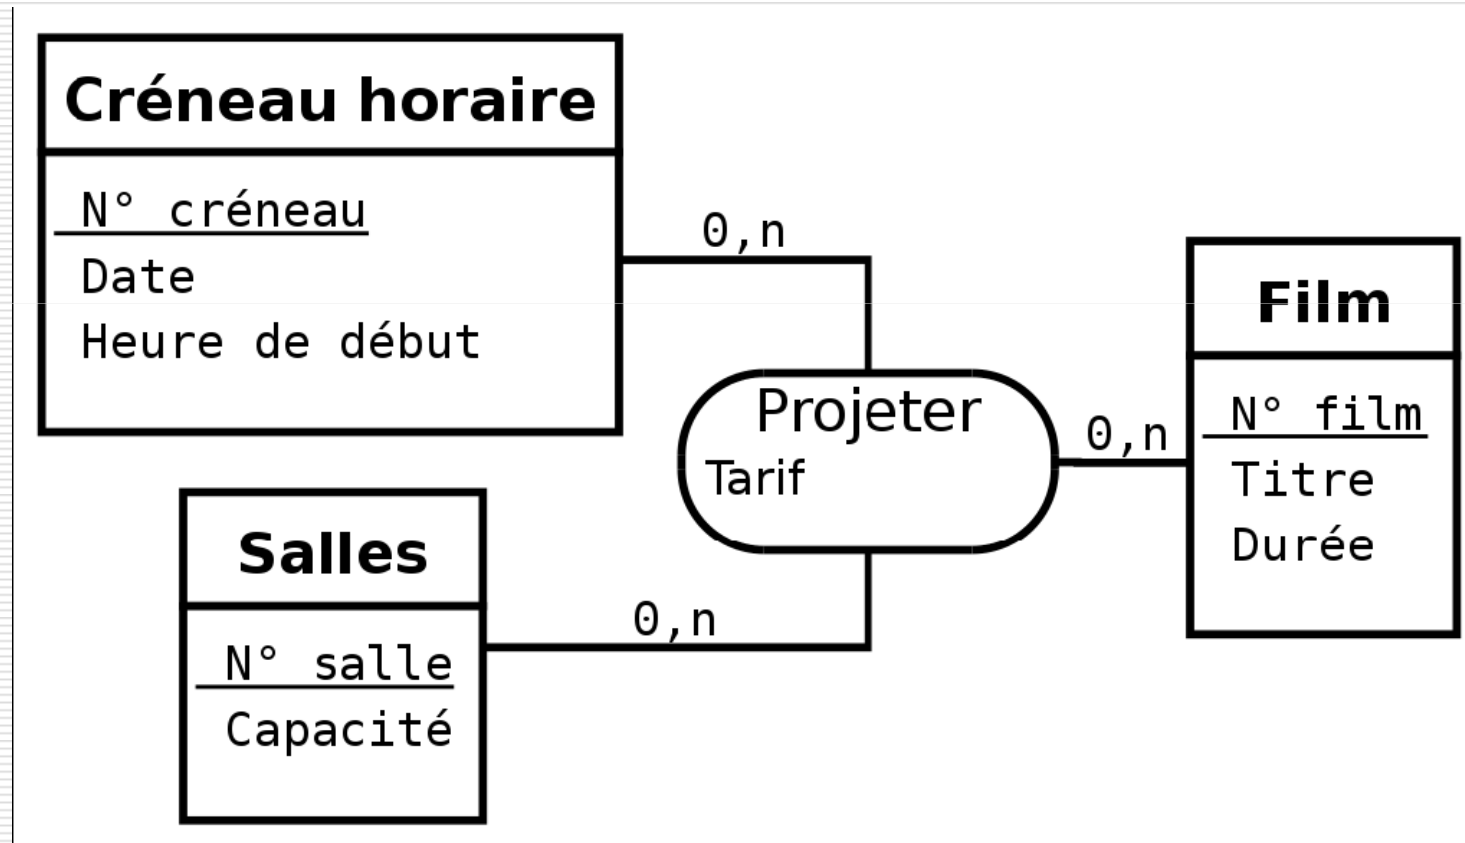 Créneau horaire
N° créneau
Date
Heure de début
0,n
Projeter
Tarif
0,n
Film
N° film
Titre
Durée
Salles
N° salle
Capacité
0,n